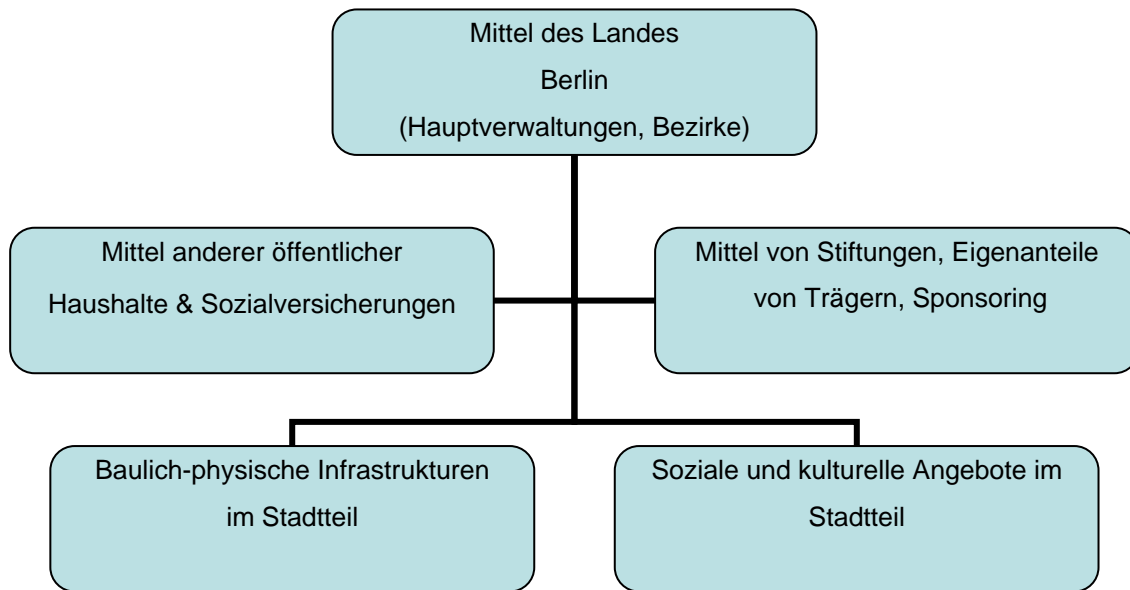 Mittel des Landes
Berlin
(Hauptverwaltungen, Bezirke)
Mittel anderer öffentlicher
Haushalte & Sozialversicherungen
Mittel von Stiftungen, Eigenanteile
von Trägern, Sponsoring
Baulich-physische Infrastrukturen
im Stadtteil
Soziale und kulturelle Angebote im
Stadtteil